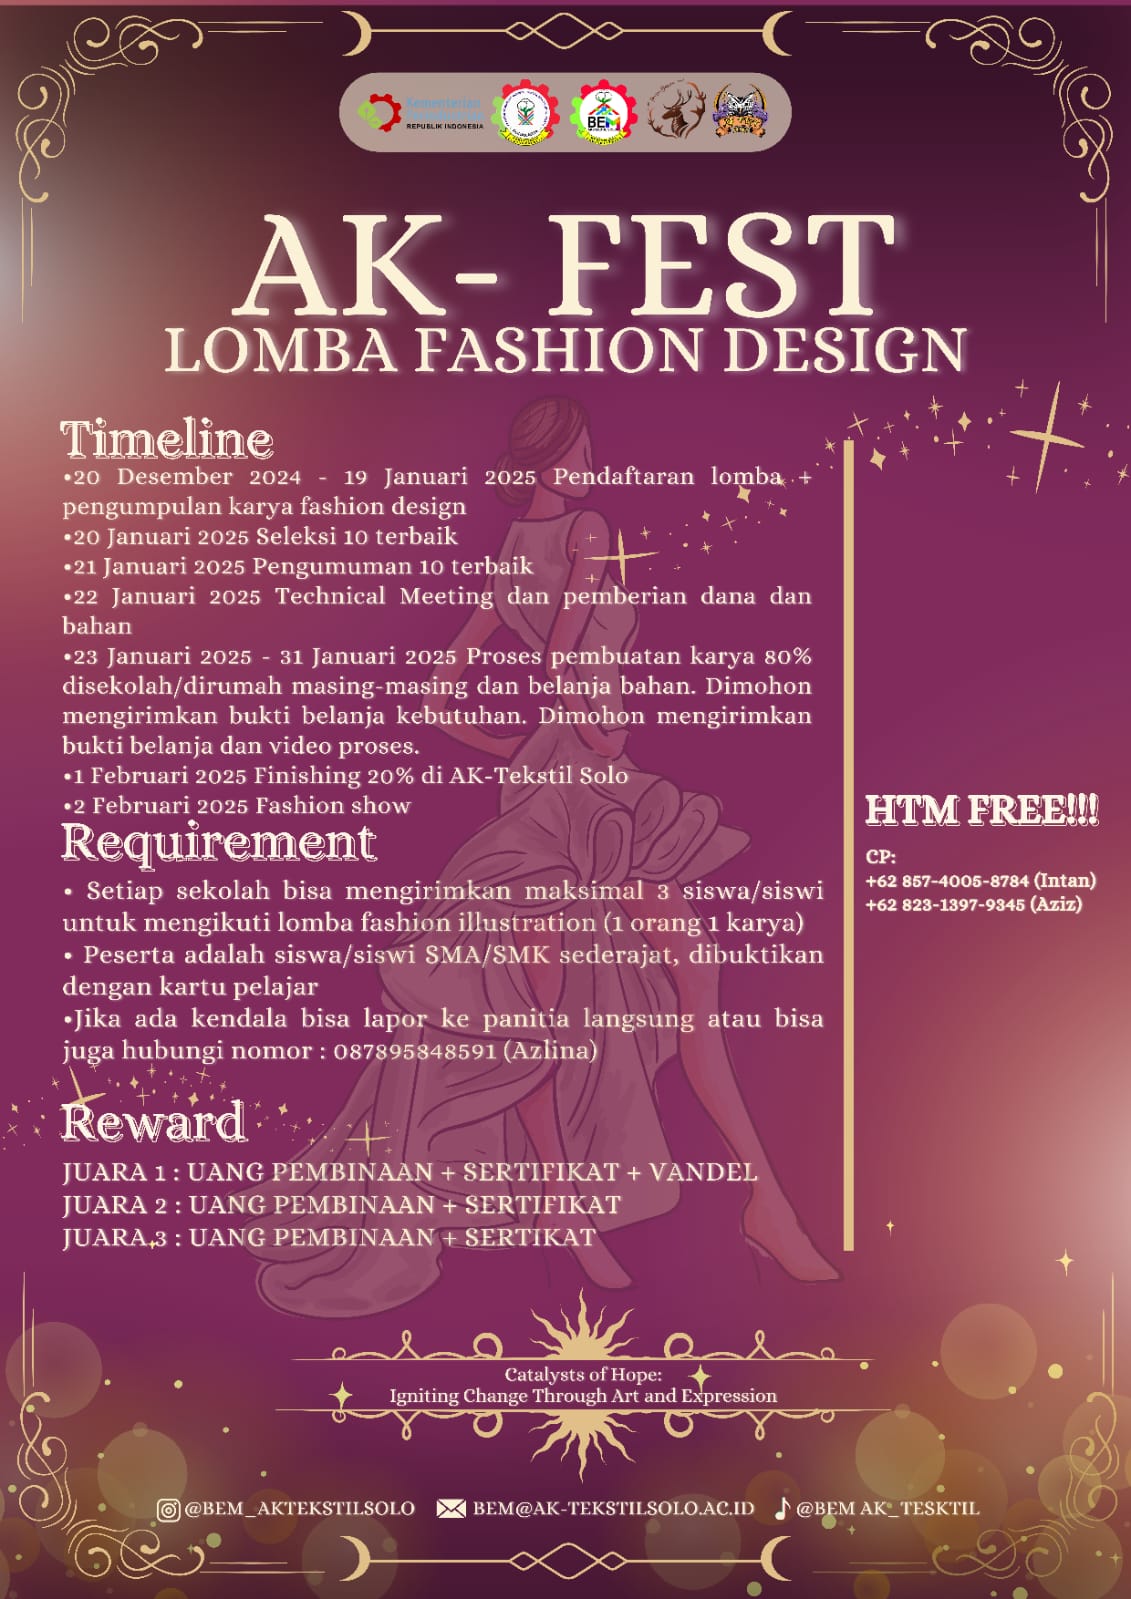 Kementerian
REPUBLIK INDONESIA
BEM
AK- FEST
LOMBA FASHION DESIGN
Timeline
•20 Desember 2024 - 19 Januari 2025 Pendaftaran lomba +
pengumpulan karya fashion design
•20 Januari 2025 Seleksi 10 terbaik
•21 Januari 2025 Pengumuman 10 terbaik
•22 Januari 2025 Technical Meeting dan pemberian dana dan
bahan
•23 Januari 2025 - 31 Januari 2025 Proses pembuatan karya 80%
disekolah/dirumah masing-masing dan belanja bahan. Dimohon
mengirimkan bukti belanja kebutuhan. Dimohon mengirimkan
bukti belanja dan video proses.
•1 Februari 2025 Finishing 20% di AK-Tekstil Solo
•2 Februari 2025 Fashion show
Requirement
• Setiap sekolah bisa mengirimkan maksimal 3 siswa/siswi
untuk mengikuti lomba fashion illustration (1 orang 1 karya)
• Peserta adalah siswa/siswi SMA/SMK sederajat, dibuktikan
dengan kartu pelajar
•Jika ada kendala bisa lapor ke panitia langsung atau bisa
juga hubungi nomor : 087895848591 (Azlina)
Reward
JUARA 1 : UANG PEMBINAAN + SERTIFIKAT + VANDEL
JUARA 2 : UANG PEMBINAAN + SERTIFIKAT
JUARA 3 : UANG PEMBINAAN + SERTIKAT
HTM FREE!!!
CP:
+62 857-4005-8784 (Intan)
+62 823-1397-9345 (Aziz)
Catalysts of Hope:
Igniting Change Through Art and Expression
@BEM_AKTEKSTILSOLO
BEM@AK-TEKSTILSOLO.AC.ID
@BEM AK_TESKTIL